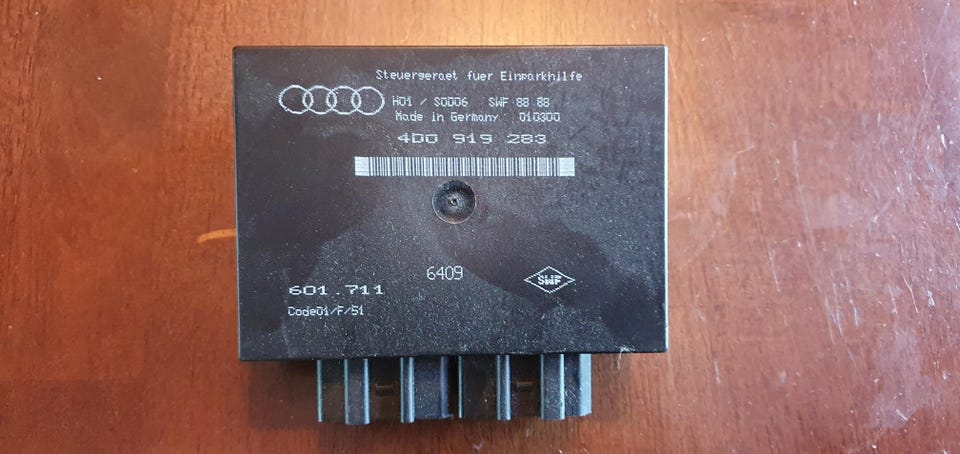 Steuergeraet fuer Einparkhilfe
H01 / S0006 SWF 88 88
Made in Germany 010300
4D0 919 283
6409
601.711
SWF
Code01/F/51